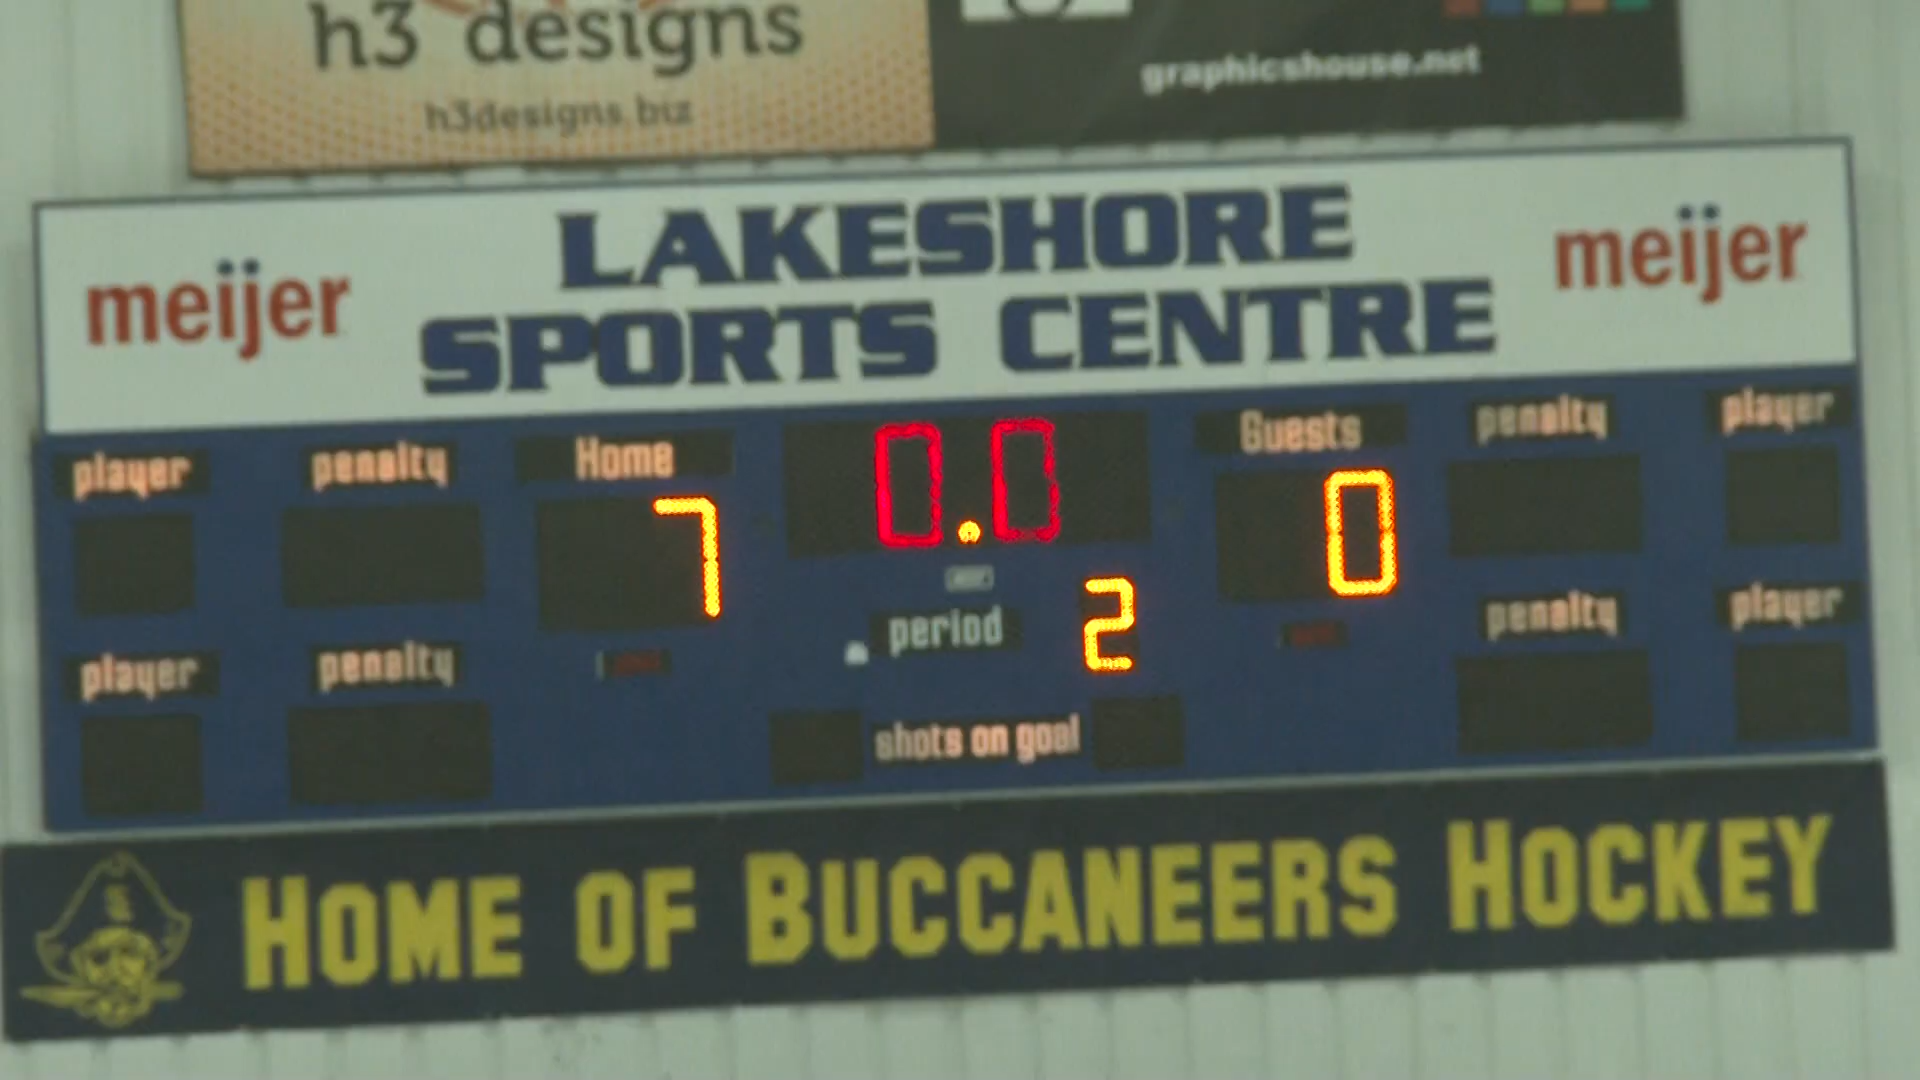 h3 designs
h3designs.biz
graphicshouse.net
meijer
LAKESHORE
SPORTS CENTRE
meijer
player penalty Home 0.0 Guests penalty player
7 0
period 2
player penalty penalty player
shots on goal
HOME OF BUCCANEERS HOCKEY